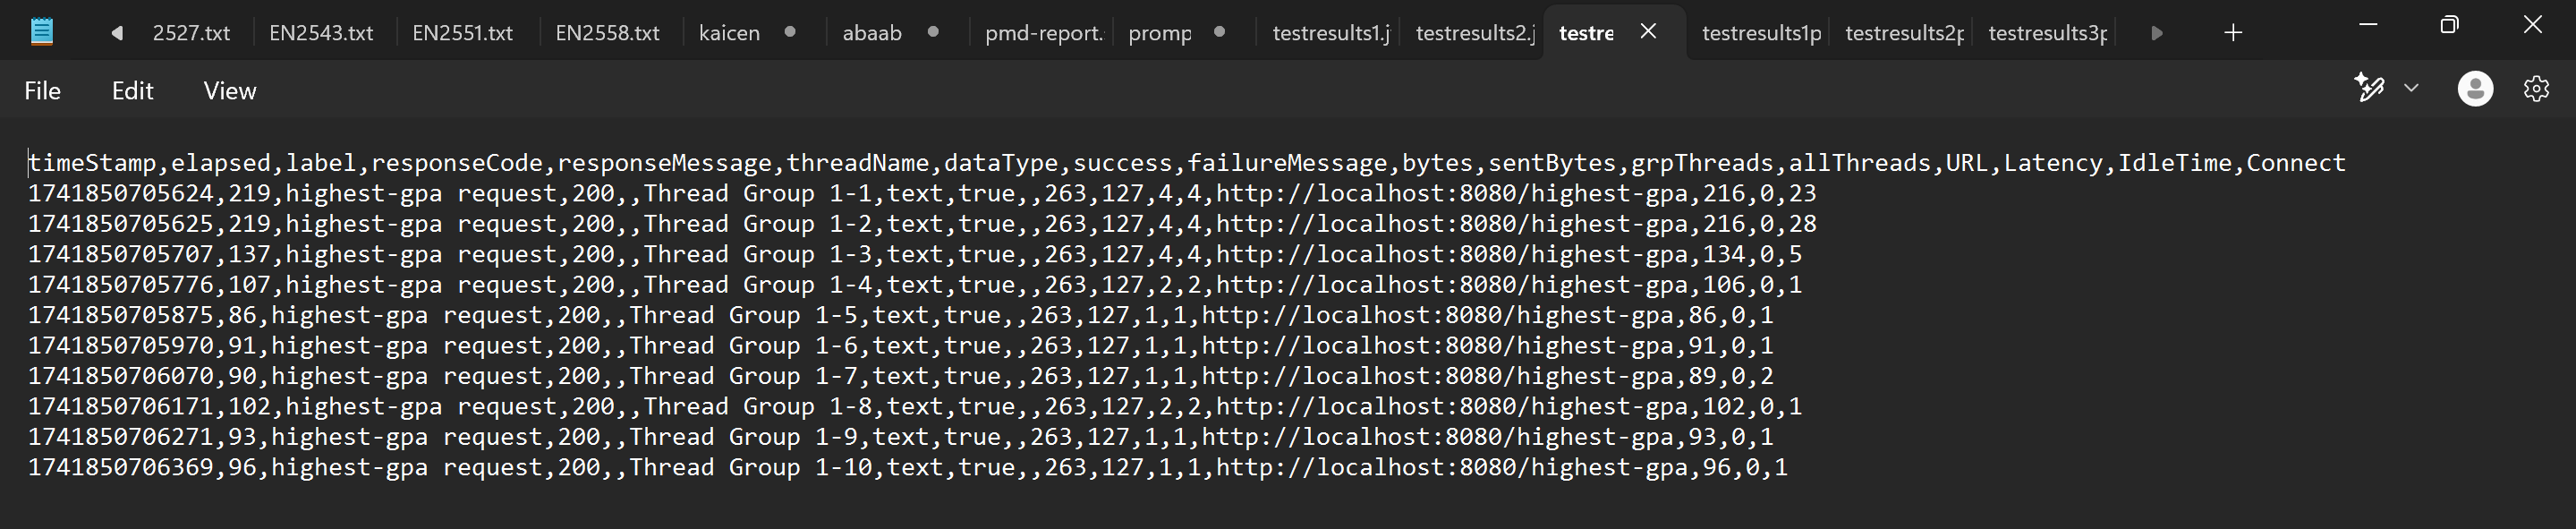 2527.txt EN2543.txt EN2551.txt EN2558.txt kaicen abaab pmd-report. promp testresults1.j testresults2.j testre testresults1p testresults2p testresults3p
File Edit View
timeStamp,elapsed,label,responseCode,responseMessage,threadName,dataType,success,failureMessage,bytes,sentBytes,grpThreads,allThreads,URL,Latency,IdleTime,Connect
1741850705624,219,highest-gpa request,200,,Thread Group 1-1,text,true,,263,127,4,4,http://localhost:8080/highest-gpa,216,0,23
1741850705625,219,highest-gpa request,200,,Thread Group 1-2,text,true,,263,127,4,4,http://localhost:8080/highest-gpa,216,0,28
1741850705707,137,highest-gpa request,200,,Thread Group 1-3,text,true,,263,127,4,4,http://localhost:8080/highest-gpa,134,0,5
1741850705776,107,highest-gpa request,200,,Thread Group 1-4,text,true,,263,127,2,2,http://localhost:8080/highest-gpa,106,0,1
1741850705875,86,highest-gpa request,200,,Thread Group 1-5,text,true,,263,127,1,1,http://localhost:8080/highest-gpa,86,0,1
1741850705970,91,highest-gpa request,200,,Thread Group 1-6,text,true,,263,127,1,1,http://localhost:8080/highest-gpa,91,0,1
1741850706070,90,highest-gpa request,200,,Thread Group 1-7,text,true,,263,127,1,1,http://localhost:8080/highest-gpa,89,0,2
1741850706171,102,highest-gpa request,200,,Thread Group 1-8,text,true,,263,127,2,2,http://localhost:8080/highest-gpa,102,0,1
1741850706271,93,highest-gpa request,200,,Thread Group 1-9,text,true,,263,127,1,1,http://localhost:8080/highest-gpa,93,0,1
1741850706369,96,highest-gpa request,200,,Thread Group 1-10,text,true,,263,127,1,1,http://localhost:8080/highest-gpa,96,0,1